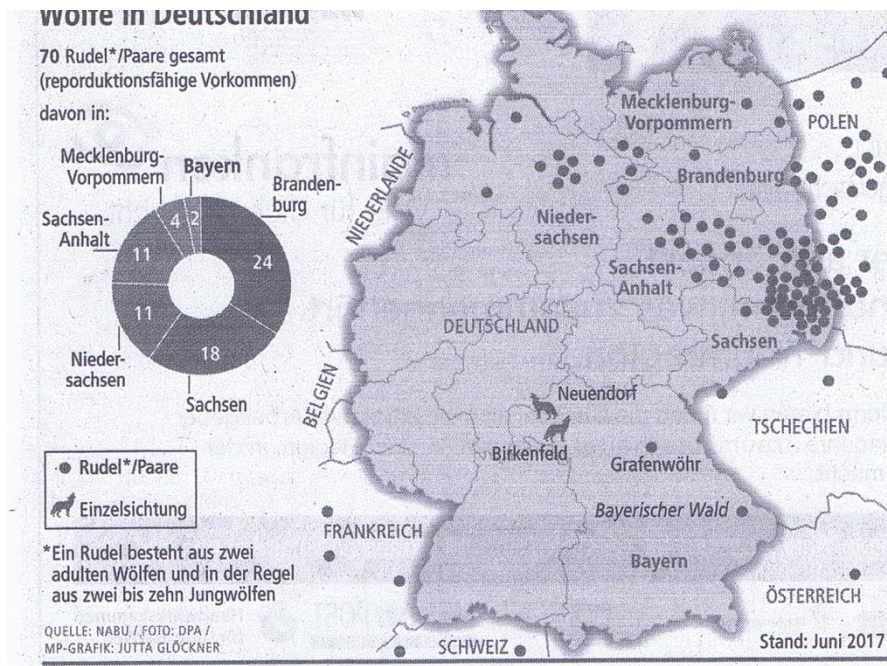 Wölfe in Deutschland
70 Rudel*/Paare gesamt
(reporduktionsfähige Vorkommen)
davon in:
Mecklenburg-
Vorpommern
Bayern
Branden-
burg
Sachsen-
Anhalt
Nieder-
sachsen
Sachsen
4
2
24
11
11
18
Rudel*/Paare
Einzelsichtung
*Ein Rudel besteht aus zwei
adulten Wölfen und in der Regel
aus zwei bis zehn Jungwölfen
QUELLE: NABU / FOTO: DPA /
MP-GRAFIK: JUTTA GLÖCKNER
Mecklenburg-
Vorpommern
POLEN
NIEDERLANDE
Brandenburg
Nieder-
sachsen
Sachsen-
Anhalt
DEUTSCHLAND
Sachsen
BELGIEN
Neuendorf
TSCHECHIEN
Birkenfeld
Grafenwöhr
Bayerischer Wald
FRANKREICH
Bayern
ÖSTERREICH
SCHWEIZ
Stand: Juni 2017